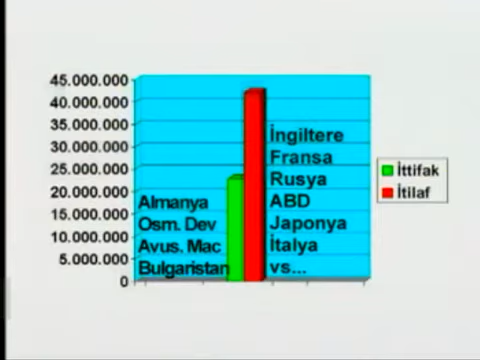 45.000.000
40.000.000
35.000.000
30.000.000
25.000.000
20.000.000
15.000.000
10.000.000
5.000.000
0
Almanya
Osm. Dev
Avus. Mac
Bulgaristan
İngiltere
Fransa
Rusya
ABD
Japonya
İtalya
vs...
İttifak
İtilaf